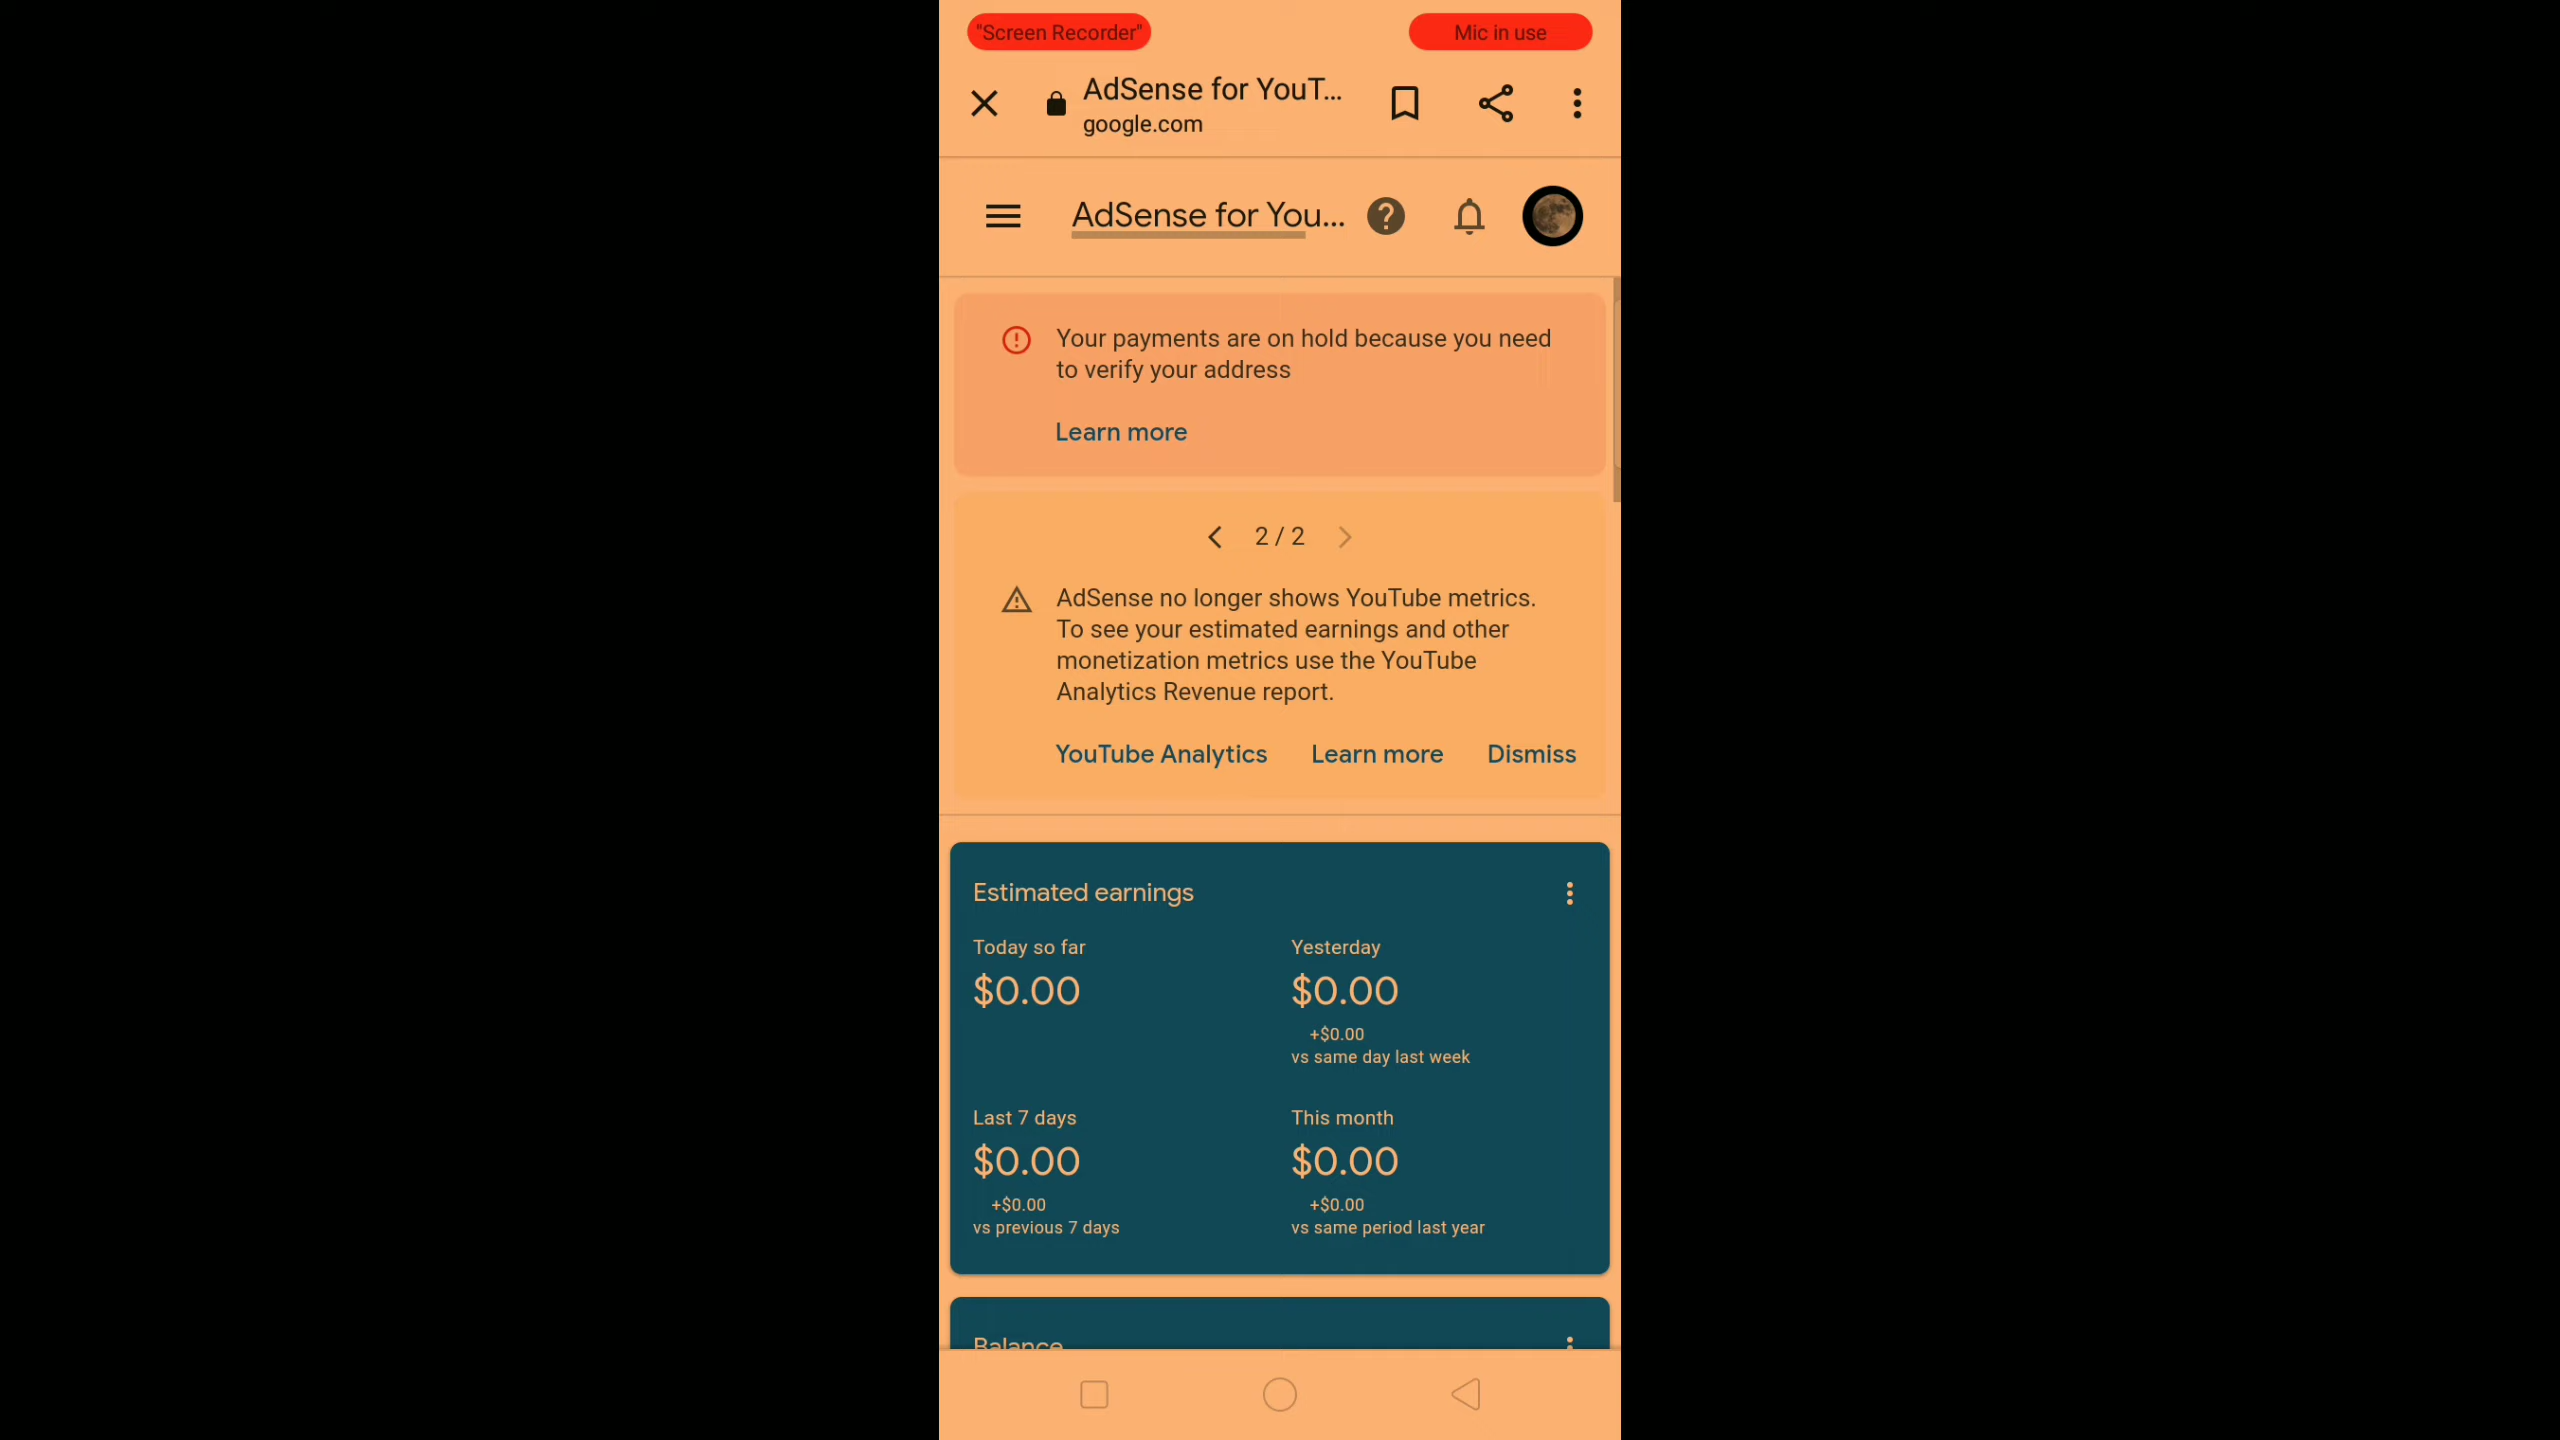 "Screen Recorder"
Mic in use
AdSense for YouT...
google.com
AdSense for You...
Your payments are on hold because you need
to verify your address
Learn more
2 / 2
AdSense no longer shows YouTube metrics.
To see your estimated earnings and other
monetization metrics use the YouTube
Analytics Revenue report.
YouTube Analytics Learn more Dismiss
Estimated earnings
Today so far
$0.00
Yesterday
$0.00
+$0.00
vs same day last week
Last 7 days
$0.00
+$0.00
vs previous 7 days
This month
$0.00
+$0.00
vs same period last year
Balance